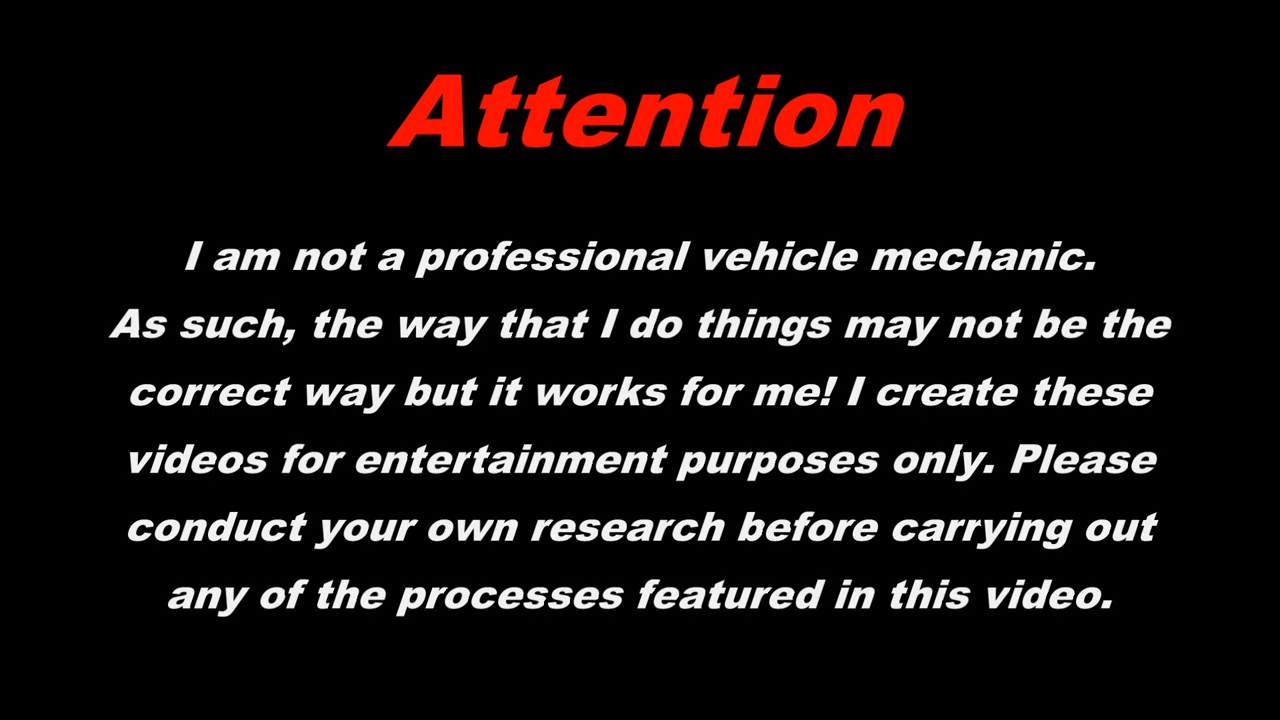 Attention
I am not a professional vehicle mechanic.
As such, the way that I do things may not be the
correct way but it works for me! I create these
videos for entertainment purposes only. Please
conduct your own research before carrying out
any of the processes featured in this video.